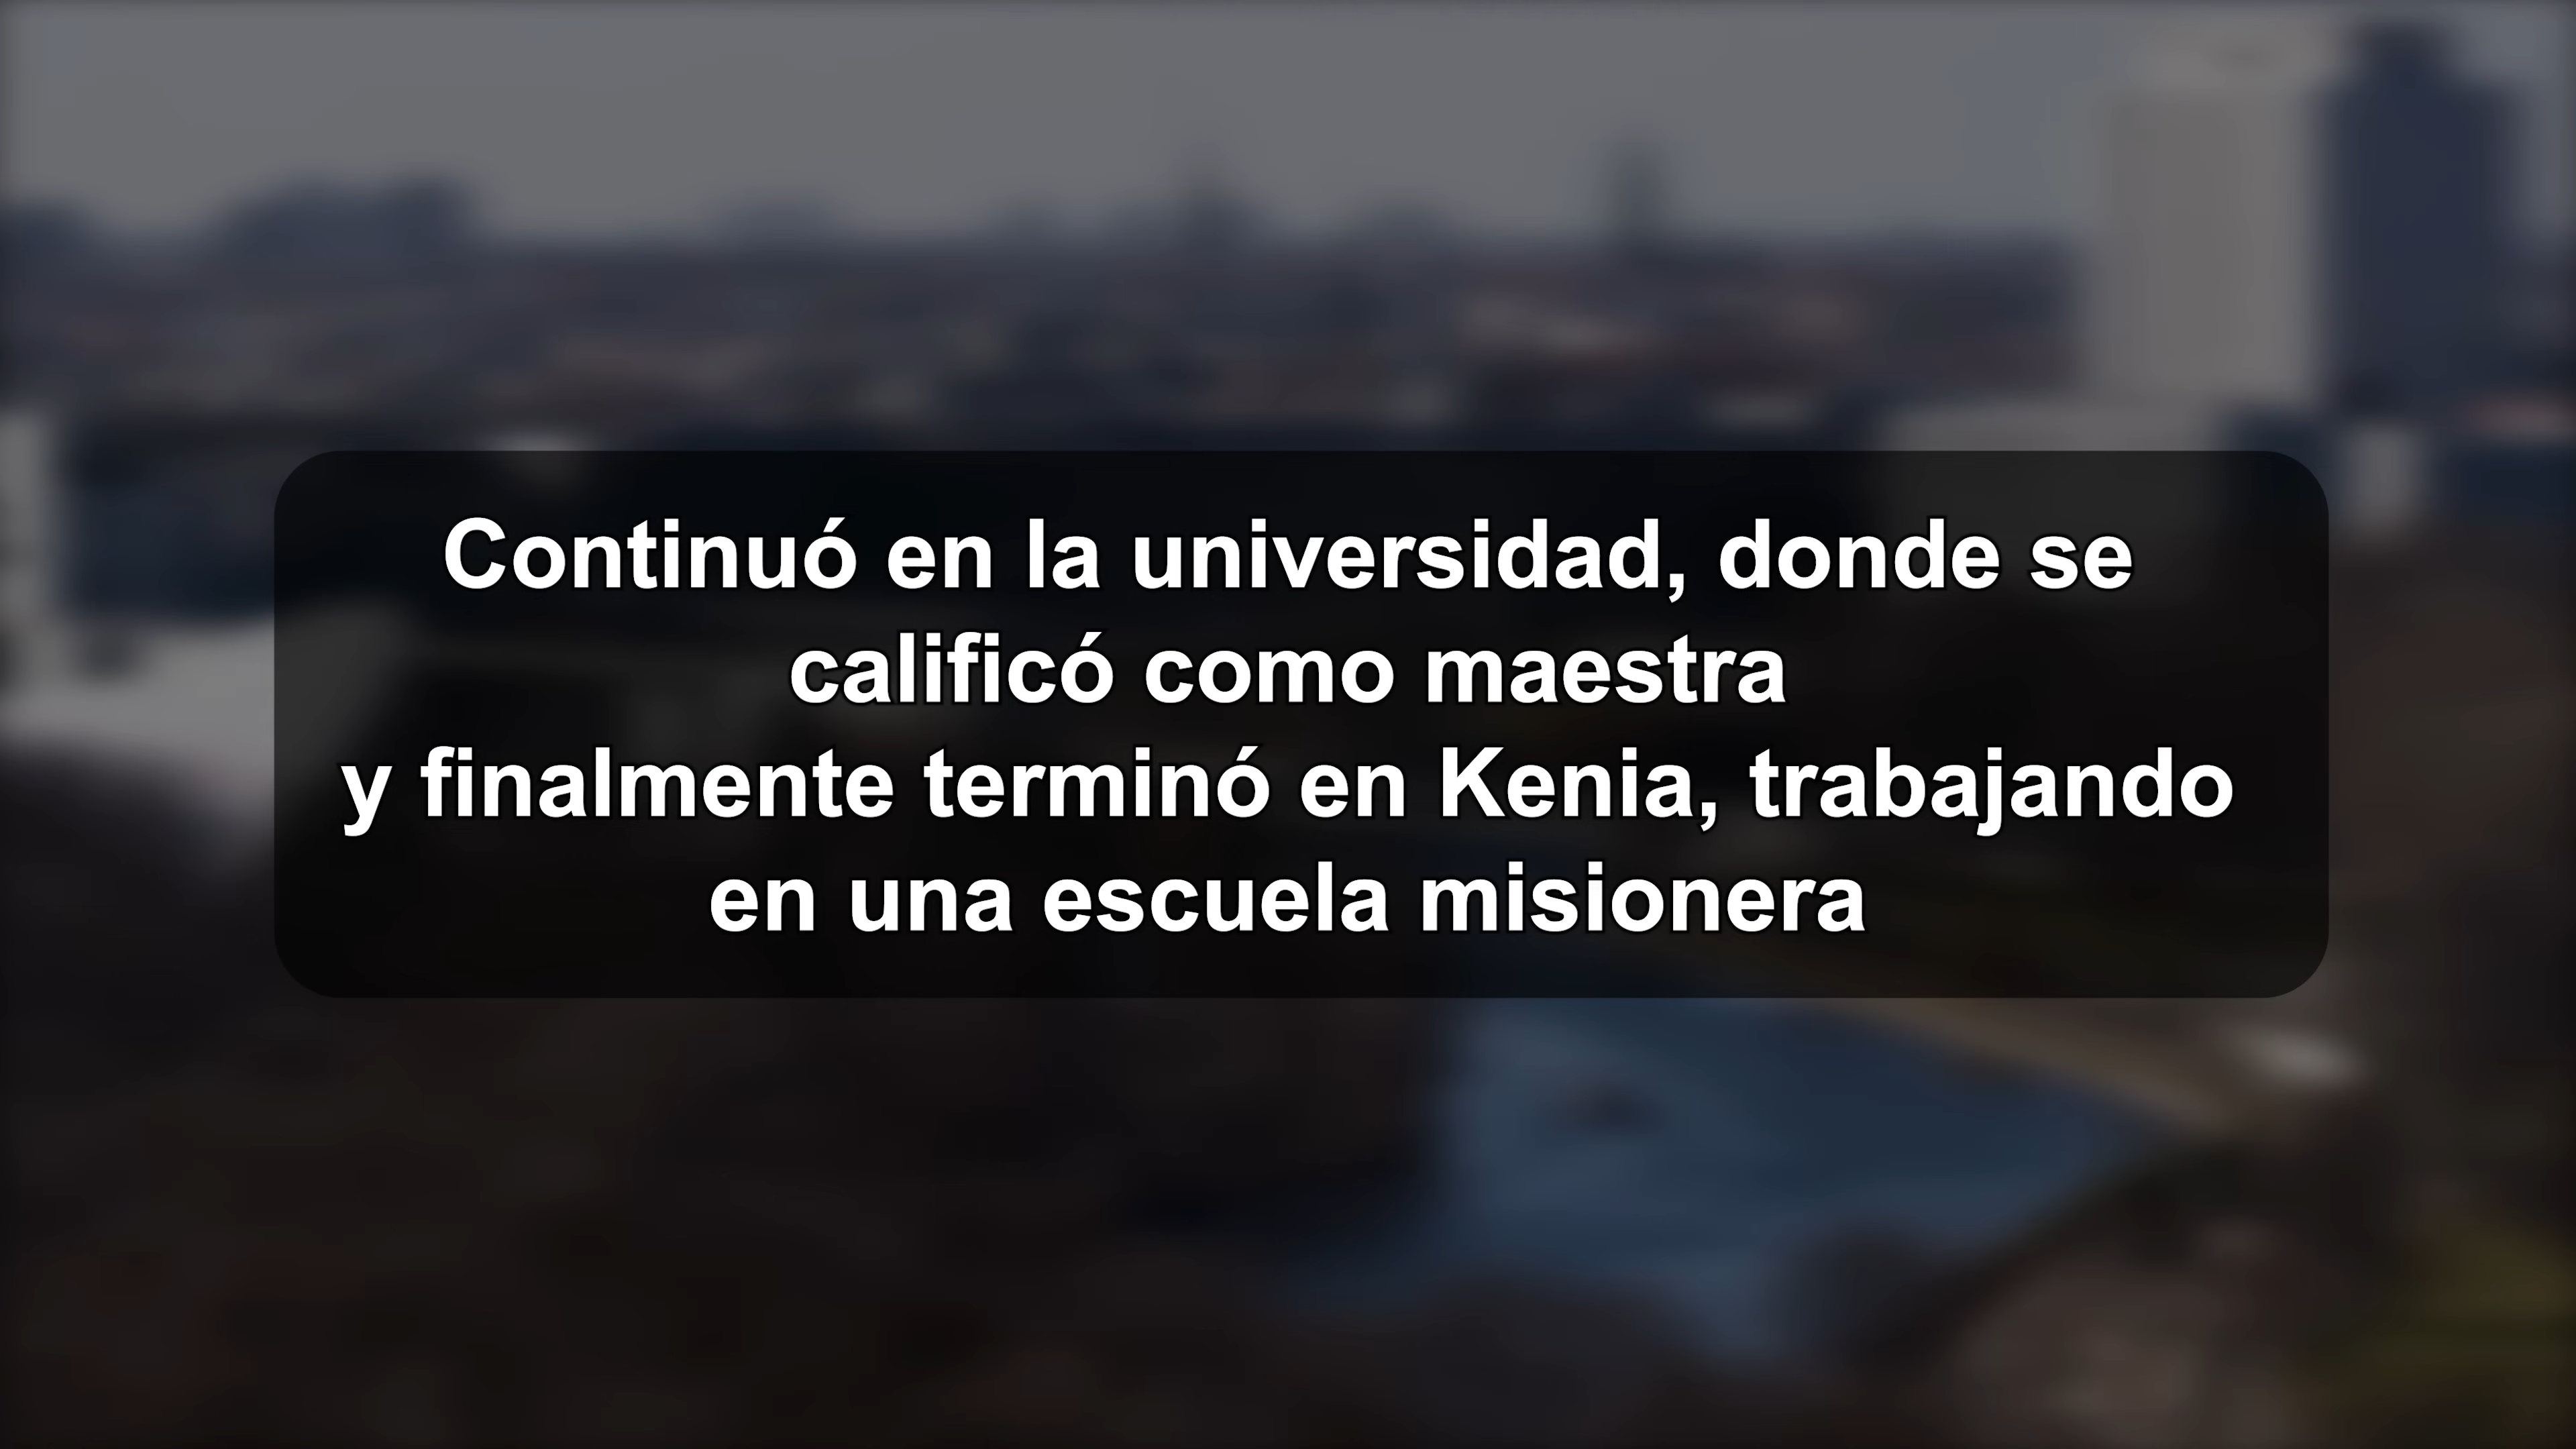 Continuó en la universidad, donde se
calificó como maestra
y finalmente terminó en Kenia, trabajando
en una escuela misionera